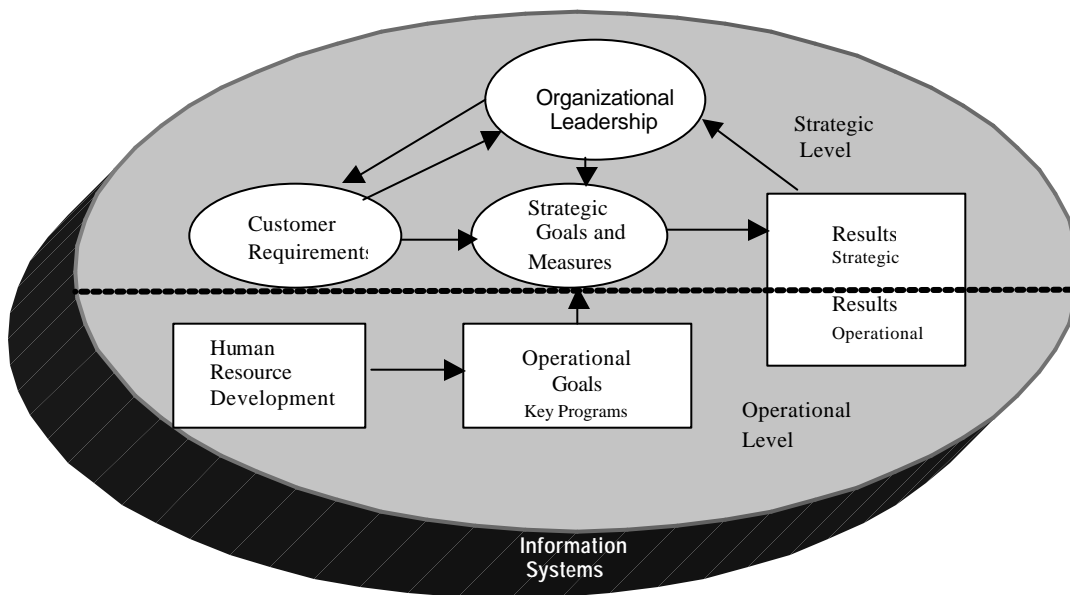 Organizational
Leadership
Strategic
Level
Customer
Requirements
Strategic
Goals and
Measures
Results
Strategic
Results
Operational
Human
Resource
Development
Operational
Goals
Key Programs
Operational
Level
Information
Systems